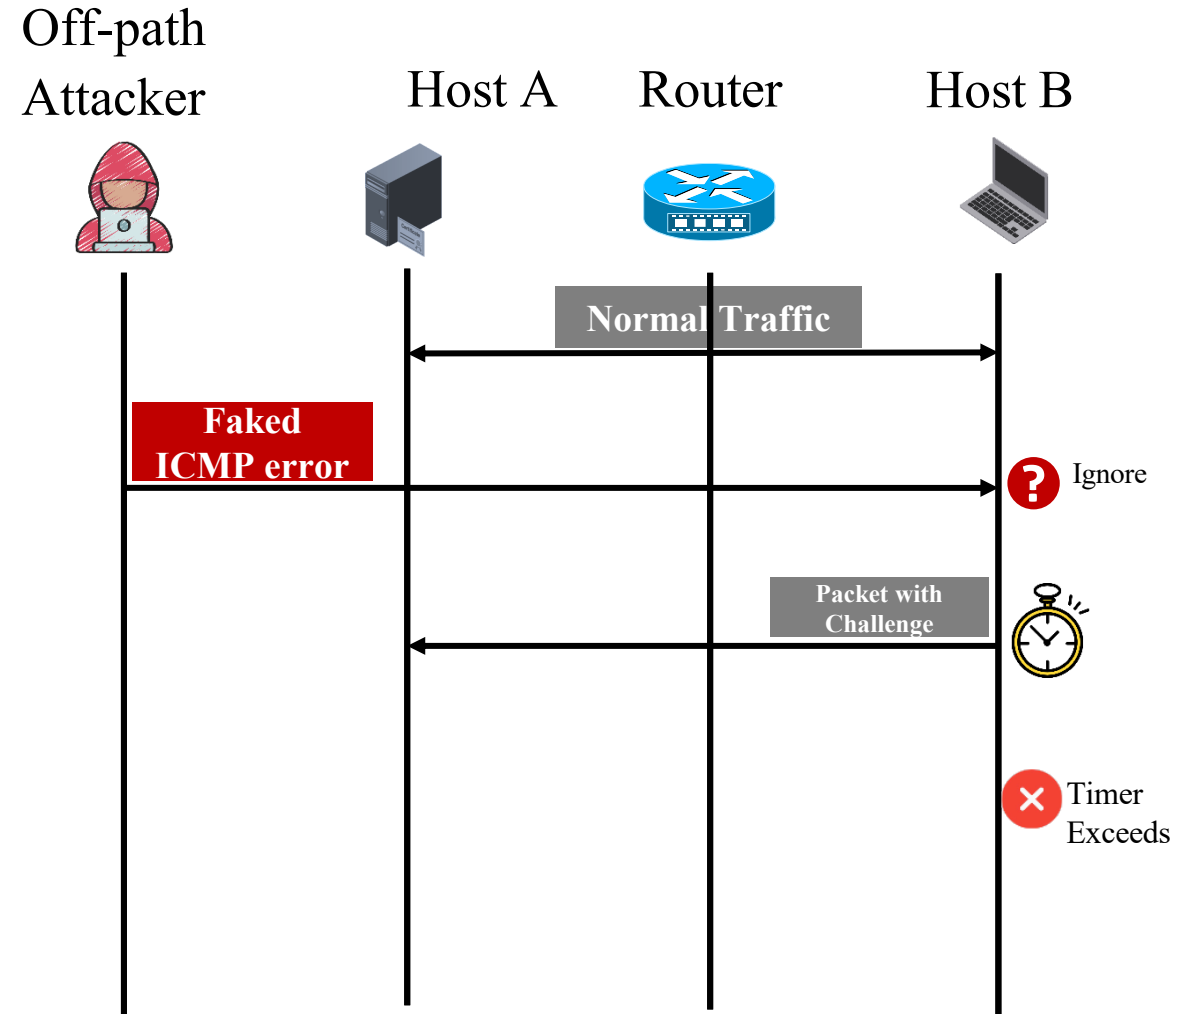 Off-path
Attacker
Host A
Router
Host B
Normal Traffic
Faked
ICMP error
Ignore
Packet with
Challenge
Timer
Exceeds